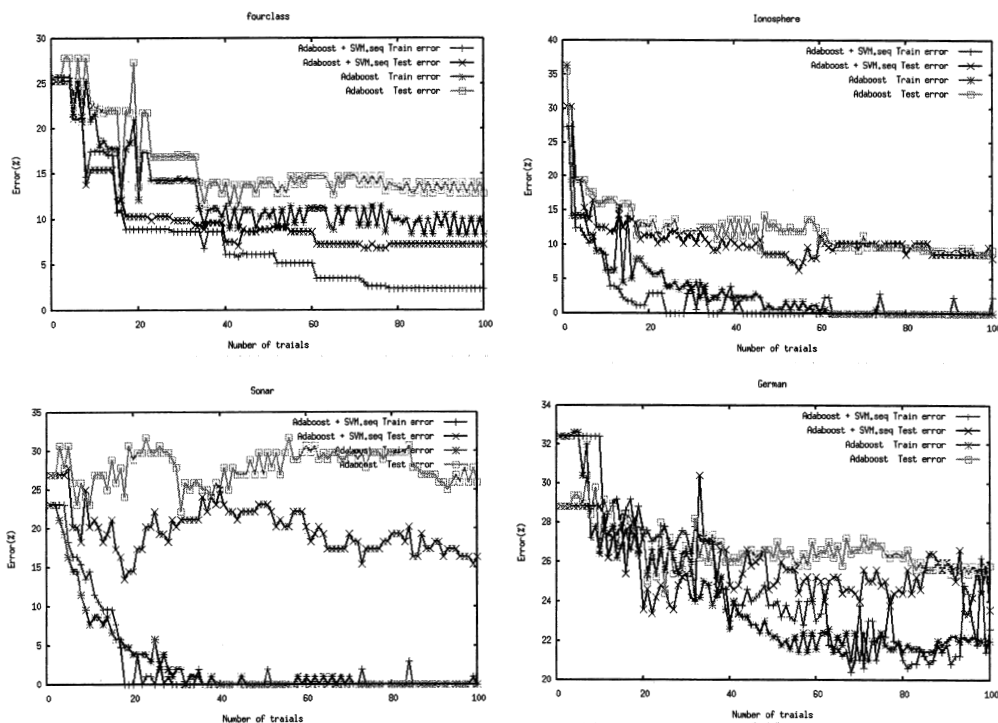 fourclass
30
25
20
15
10
5
0
Error(%)
Adaboost + SVM.seq Train error
Adaboost + SVM.seq Test error
Adaboost Train error
Adaboost Test error
0 20 40 60 80 100
Number of traials
Ionosphere
40
35
30
25
20
15
10
5
0
Error(%)
Adaboost + SVM.seq Train error
Adaboost + SVM.seq Test error
Adaboost Train error
Adaboost Test error
0 20 40 60 80 100
Number of traials
Sonar
35
30
25
20
15
10
5
0
Error(%)
Adaboost + SVM.seq Train error
Adaboost + SVM.seq Test error
Adaboost Train error
Adaboost Test error
0 20 40 60 80 100
Number of traials
German
34
32
30
28
26
24
22
20
Error(%)
Adaboost + SVM.seq Train error
Adaboost + SVM.seq Test error
Adaboost Train error
Adaboost Test error
0 20 40 60 80 100
Number of traials